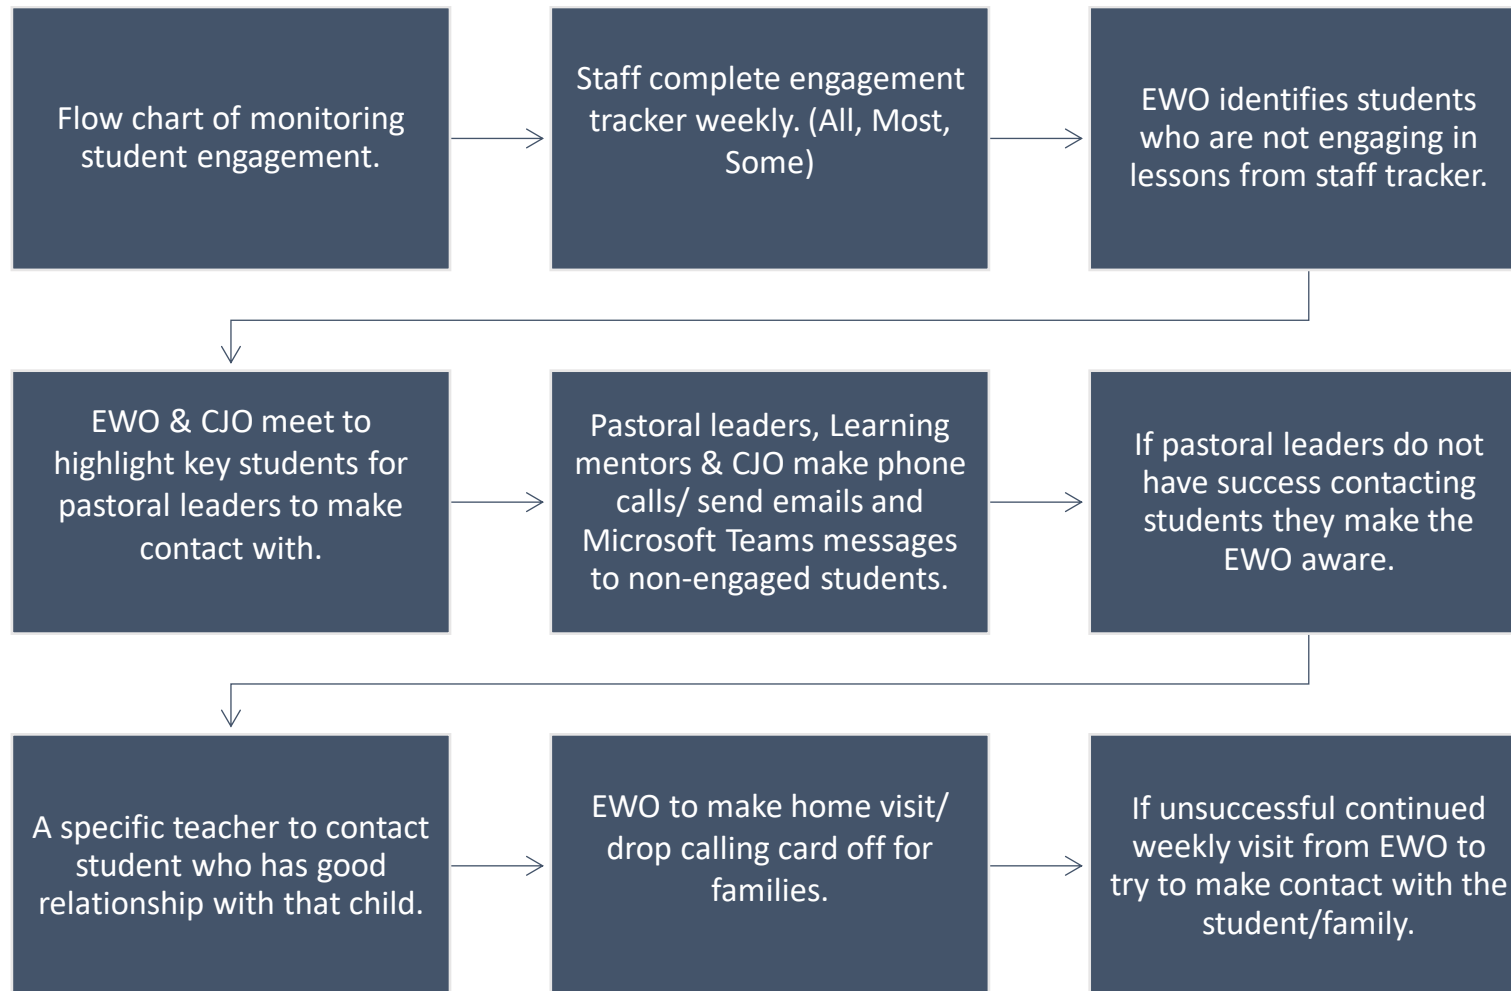 Flow chart of monitoring
student engagement.
Staff complete engagement
tracker weekly. (All, Most,
Some)
EWO identifies students
who are not engaging in
lessons from staff tracker.
EWO & CJO meet to
highlight key students for
pastoral leaders to make
contact with.
Pastoral leaders, Learning
mentors & CJO make phone
calls/ send emails and
Microsoft Teams messages
to non-engaged students.
If pastoral leaders do not
have success contacting
students they make the
EWO aware.
A specific teacher to contact
student who has good
relationship with that child.
EWO to make home visit/
drop calling card off for
families.
If unsuccessful continued
weekly visit from EWO to
try to make contact with the
student/family.